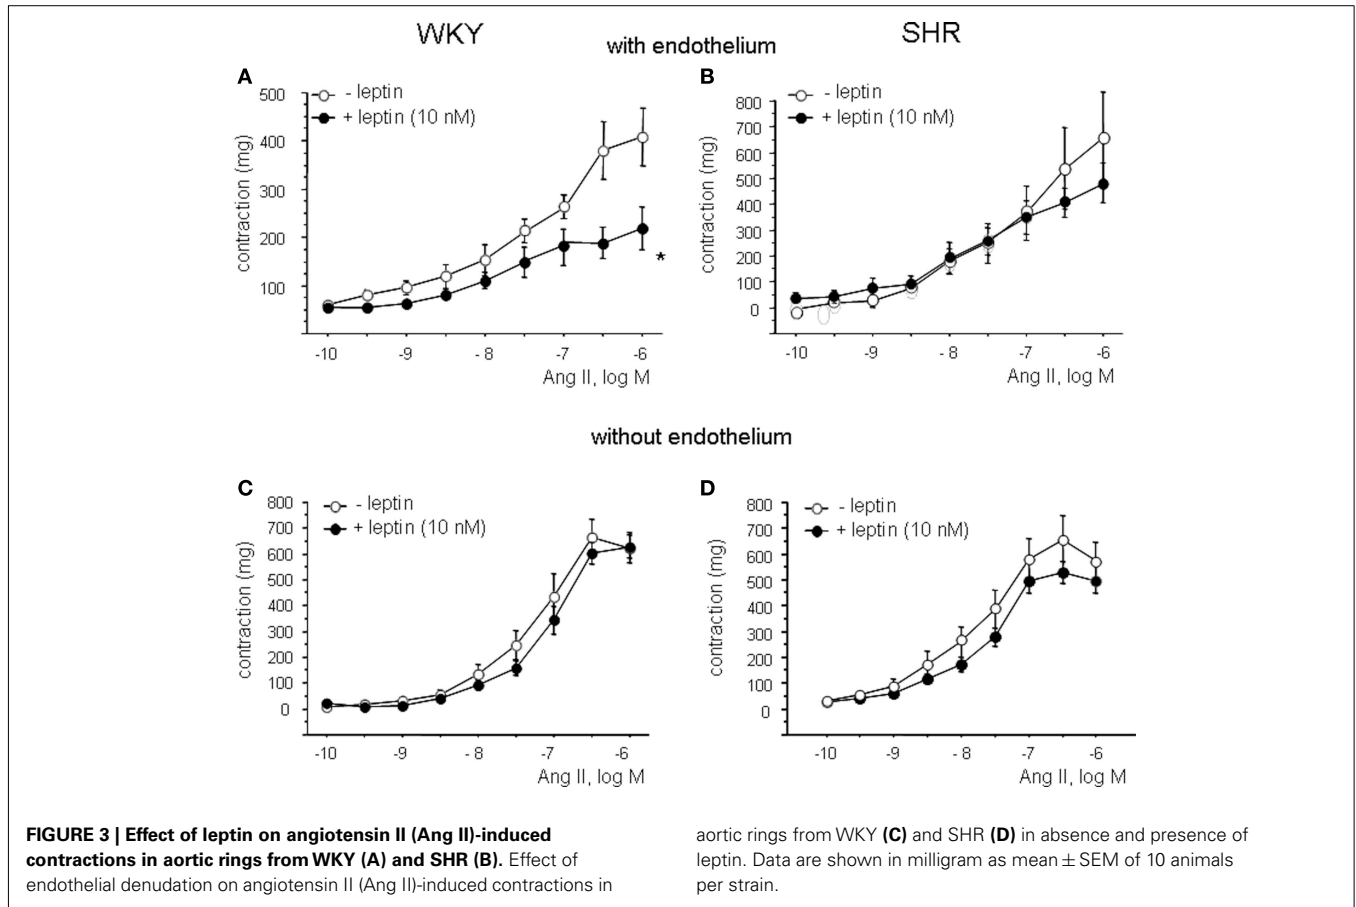 WKY
SHR
with endothelium
A
- leptin
+ leptin (10 nM)
contraction (mg)
500
400
300
200
100
-10
-9
- 8
-7
-6
Ang II, log M
*
B
- leptin
+ leptin (10 nM)
contraction (mg)
800
700
600
500
400
300
200
100
0
-10
-9
- 8
-7
-6
Ang II, log M
without endothelium
C
- leptin
+ leptin (10 nM)
contraction (mg)
800
700
600
500
400
300
200
100
0
-10
-9
- 8
-7
-6
Ang II, log M
D
- leptin
+ leptin (10 nM)
contraction (mg)
800
700
600
500
400
300
200
100
0
-10
-9
- 8
-7
-6
Ang II, log M
FIGURE 3 | Effect of leptin on angiotensin II (Ang II)-induced
contractions in aortic rings from WKY (A) and SHR (B). Effect of
endothelial denudation on angiotensin II (Ang II)-induced contractions in
aortic rings from WKY (C) and SHR (D) in absence and presence of
leptin. Data are shown in milligram as mean ± SEM of 10 animals
per strain.